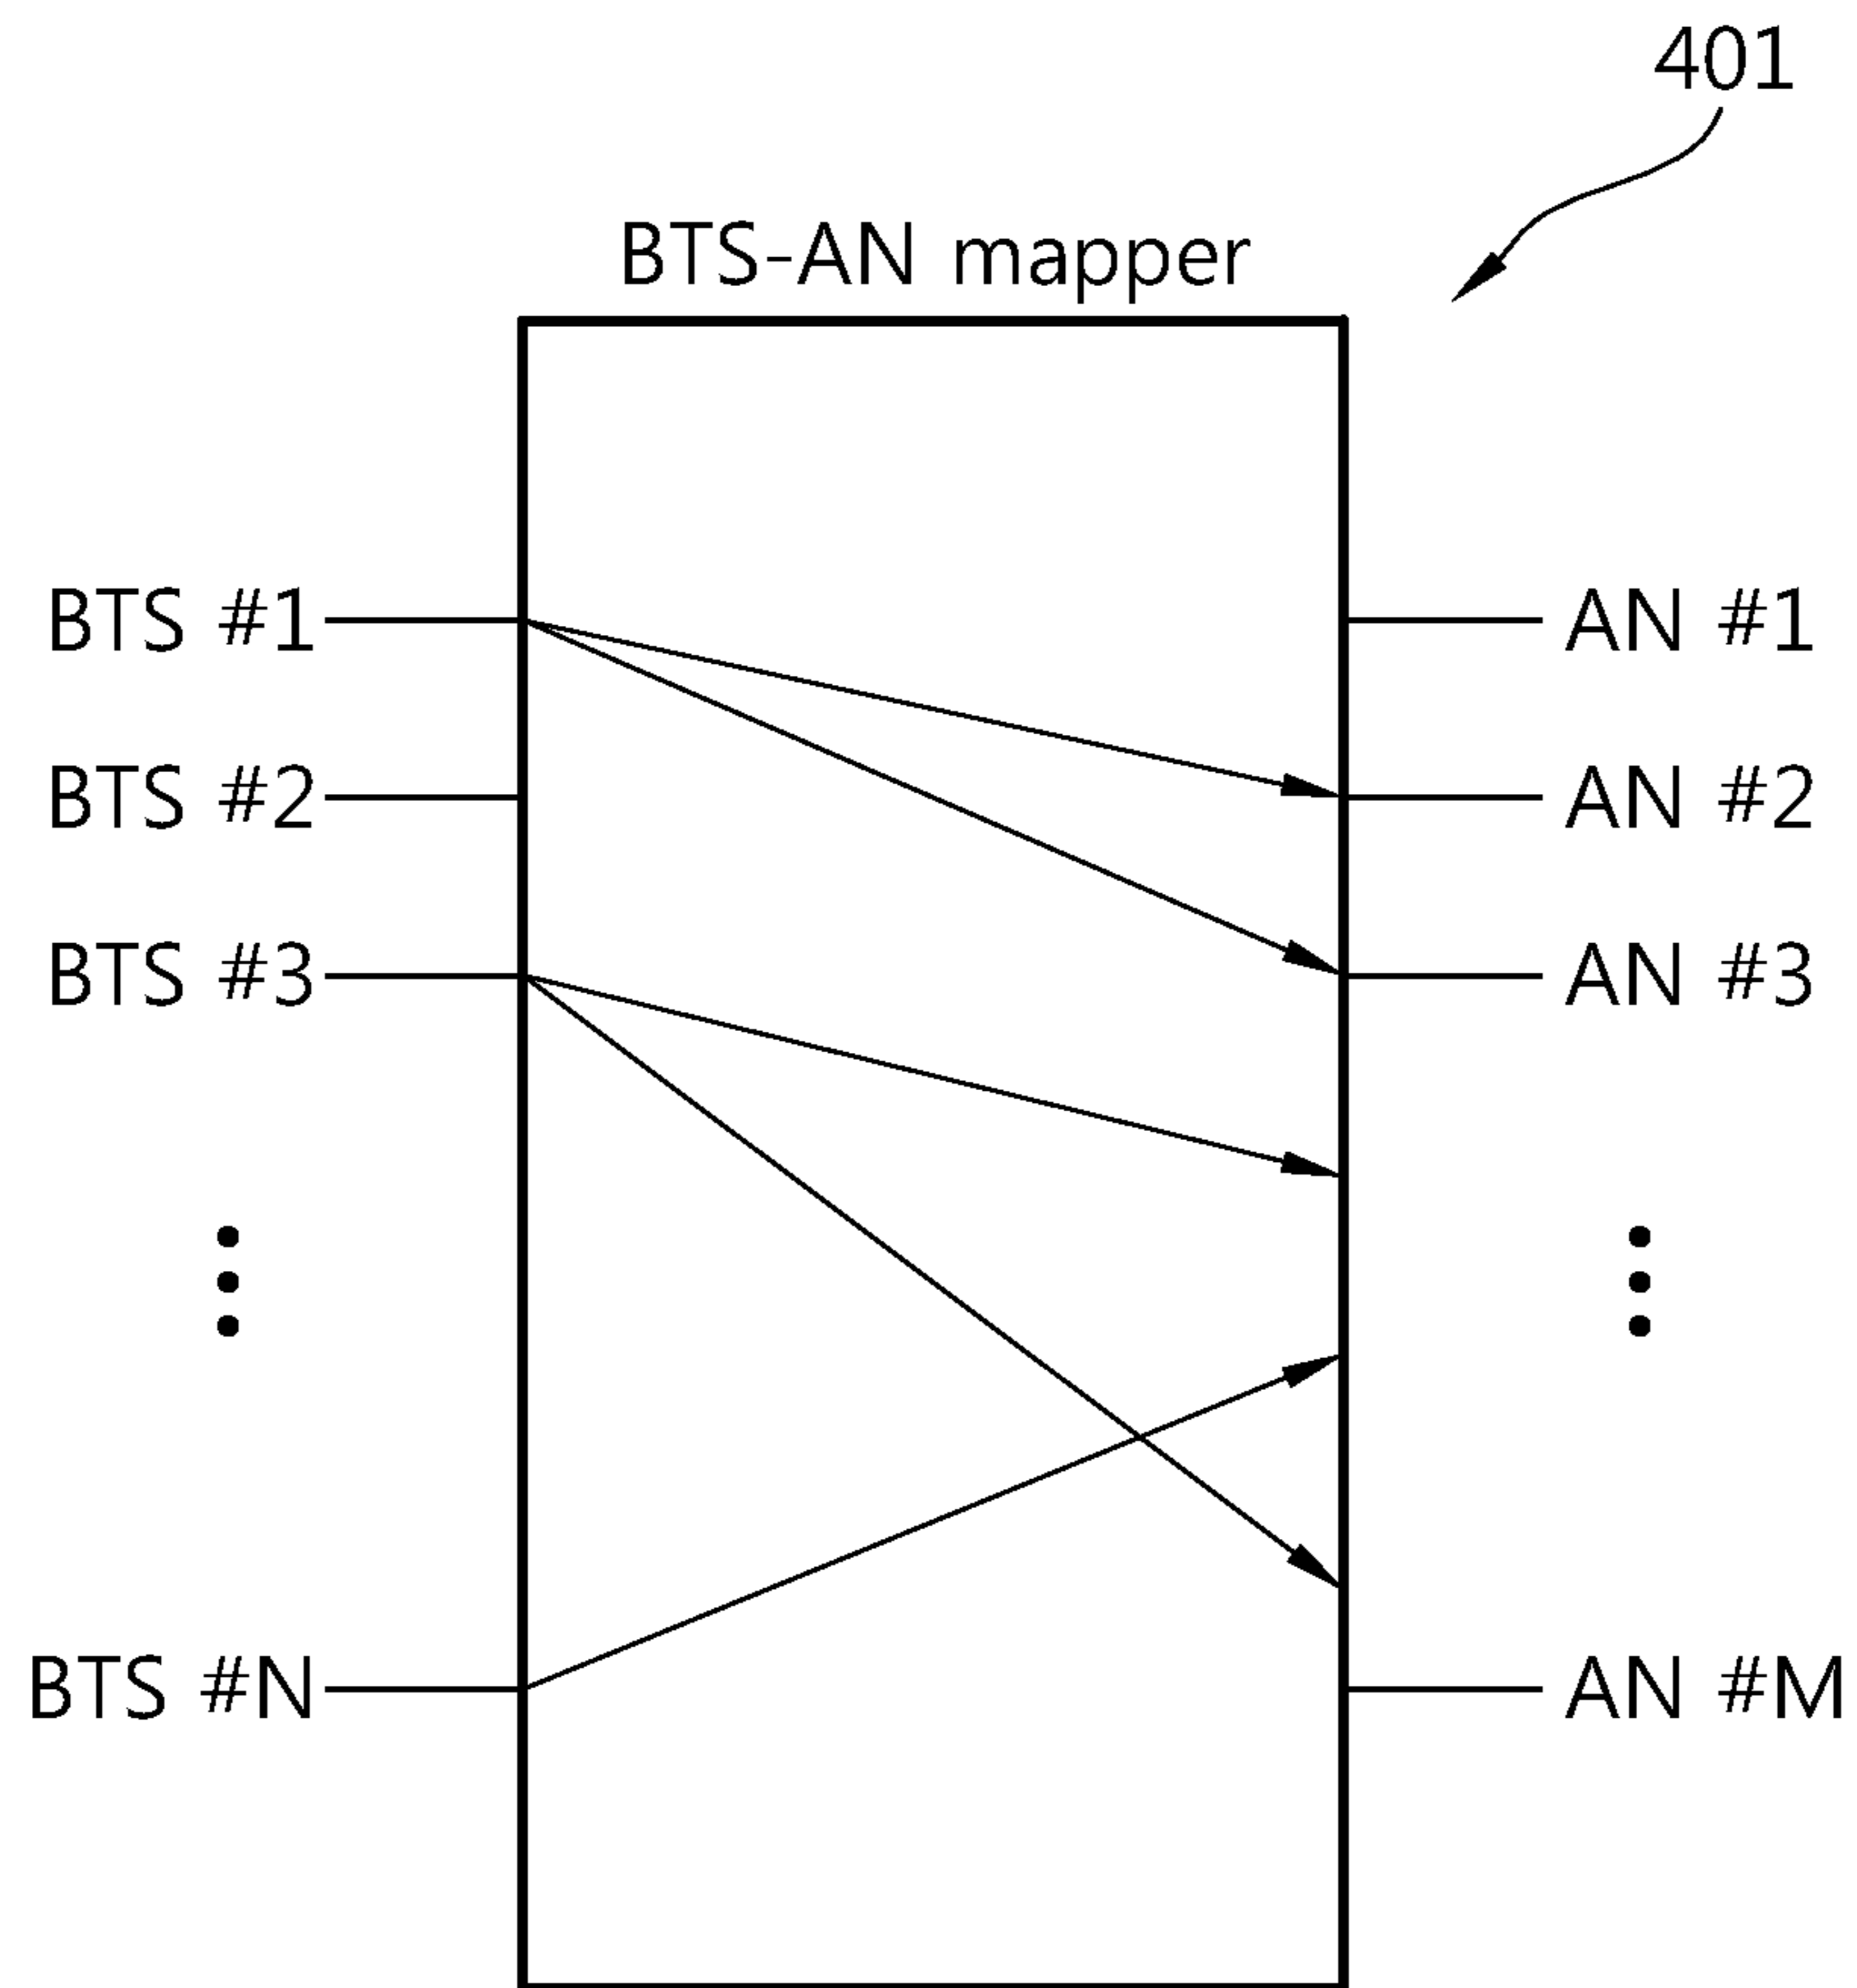 401
BTS-AN mapper
BTS #1
AN #1
BTS #2
AN #2
BTS #3
AN #3
BTS #N
AN #M